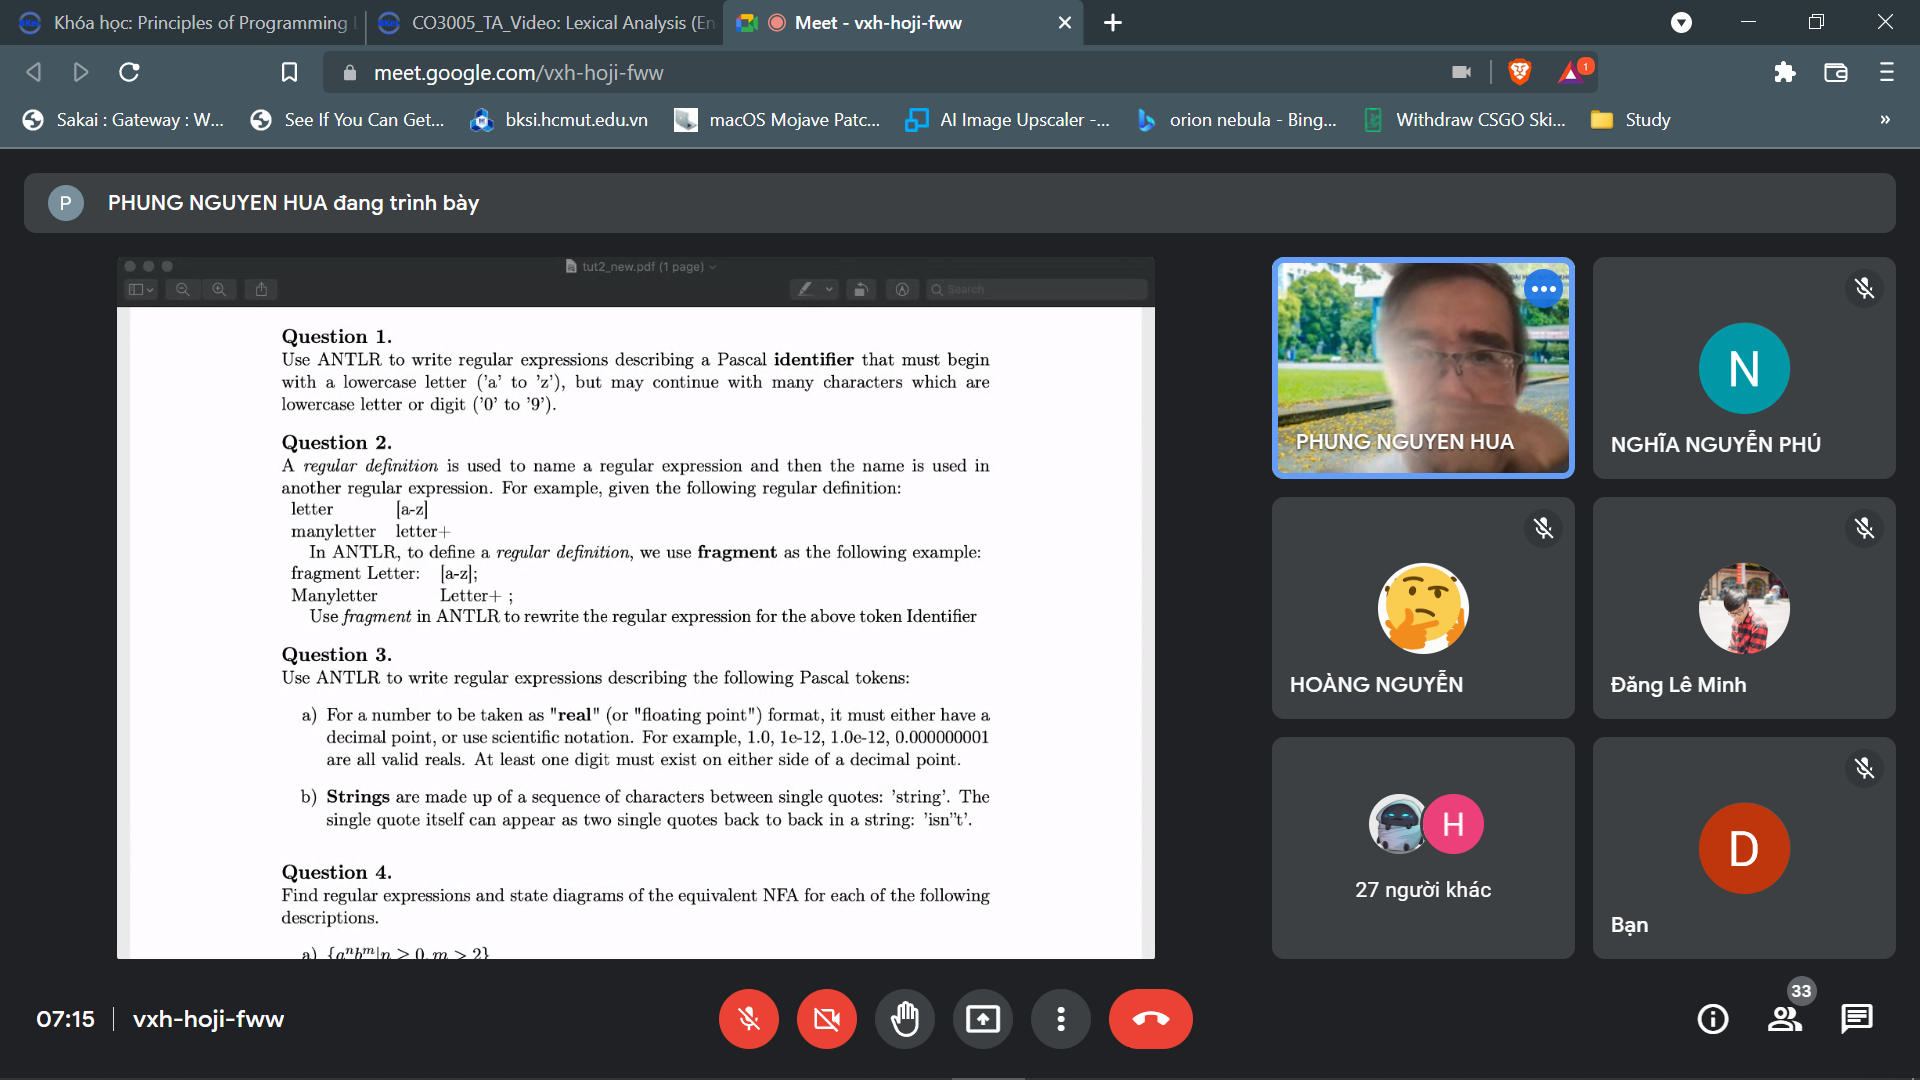 Khóa học: Principles of Programming
CO3005_TA_Video: Lexical Analysis (En
Meet - vxh-hoji-fww
meet.google.com/vxh-hoji-fww
1
Sakai : Gateway : W...
See If You Can Get...
bksi.hcmut.edu.vn
macOS Mojave Patc...
AI Image Upscaler -...
orion nebula - Bing...
Withdraw CSGO Ski...
Study
»
P
PHUNG NGUYEN HUA đang trình bày
tut2_new.pdf (1 page)
Search
Question 1.
Use ANTLR to write regular expressions describing a Pascal identifier that must begin
with a lowercase letter ('a' to 'z'), but may continue with many characters which are
lowercase letter or digit ('0' to '9').
Question 2.
A regular definition is used to name a regular expression and then the name is used in
another regular expression. For example, given the following regular definition:
letter [a-z]
manyletter letter+
In ANTLR, to define a regular definition, we use fragment as the following example:
fragment Letter: [a-z];
Manyletter Letter+ ;
Use fragment in ANTLR to rewrite the regular expression for the above token Identifier
Question 3.
Use ANTLR to write regular expressions describing the following Pascal tokens:
a) For a number to be taken as "real" (or "floating point") format, it must either have a
decimal point, or use scientific notation. For example, 1.0, 1e-12, 1.0e-12, 0.000000001
are all valid reals. At least one digit must exist on either side of a decimal point.
b) Strings are made up of a sequence of characters between single quotes: 'string'. The
single quote itself can appear as two single quotes back to back in a string: 'isn''t'.
Question 4.
Find regular expressions and state diagrams of the equivalent NFA for each of the following
descriptions.
a) {aⁿbᵐ|n ≥ 0, m > 2}
PHUNG NGUYEN HUA
N
NGHĨA NGUYỄN PHÚ
HOÀNG NGUYỄN
Đăng Lê Minh
H
27 người khác
D
Bạn
07:15
vxh-hoji-fww
33